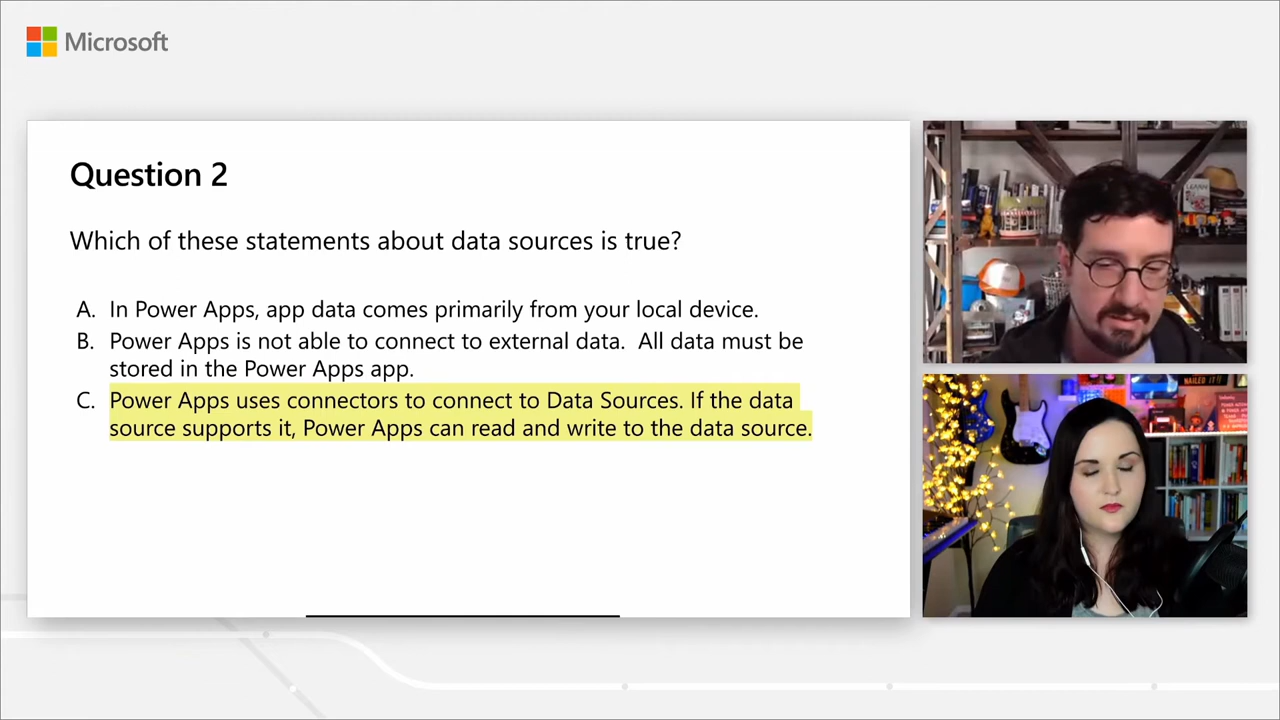 Microsoft
Question 2
Which of these statements about data sources is true?
A. In Power Apps, app data comes primarily from your local device.
B. Power Apps is not able to connect to external data.  All data must be
stored in the Power Apps app.
C. Power Apps uses connectors to connect to Data Sources. If the data
source supports it, Power Apps can read and write to the data source.
LEARN
NAILED IT!